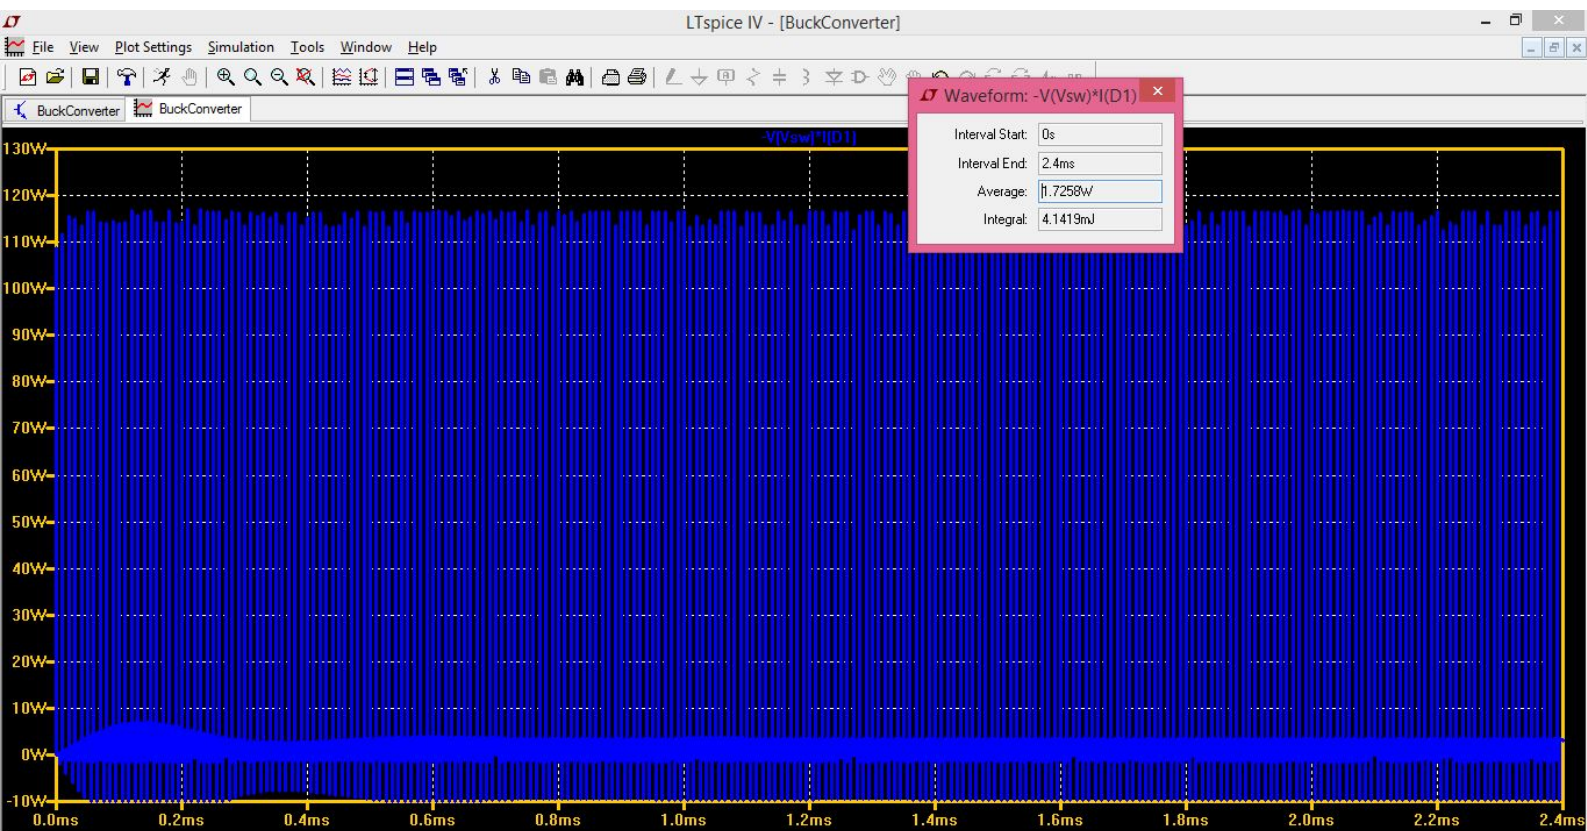 LTspice IV - [BuckConverter]
File View Plot Settings Simulation Tools Window Help
BuckConverter BuckConverter
Waveform: -V(Vsw)*I(D1)
Interval Start: 0s
Interval End: 2.4ms
Average: 1.7258W
Integral: 4.1419mJ
-V(Vsw)*I(D1)
130W
120W
110W
100W
90W
80W
70W
60W
50W
40W
30W
20W
10W
0W
-10W
0.0ms 0.2ms 0.4ms 0.6ms 0.8ms 1.0ms 1.2ms 1.4ms 1.6ms 1.8ms 2.0ms 2.2ms 2.4ms